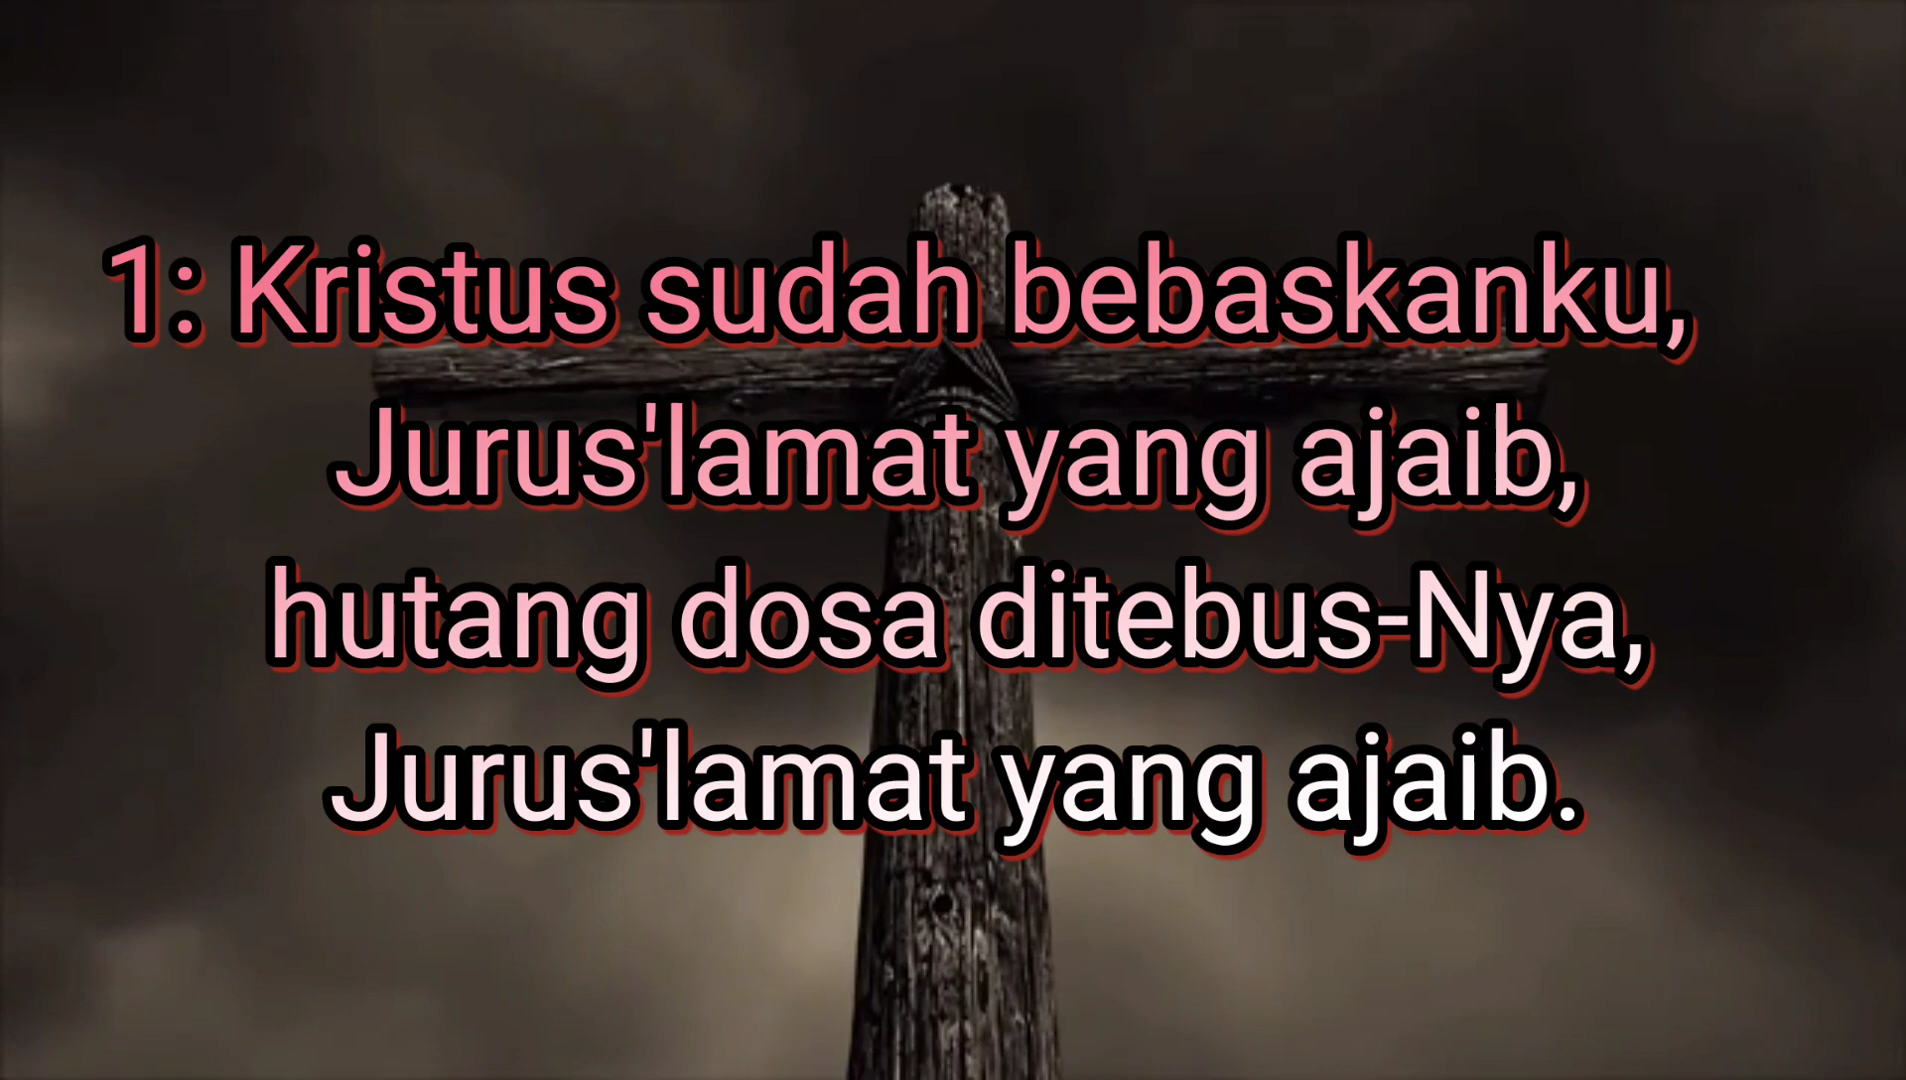 1: Kristus sudah bebaskanku,
Jurus'lamat yang ajaib,
hutang dosa ditebus-Nya,
Jurus'lamat yang ajaib.